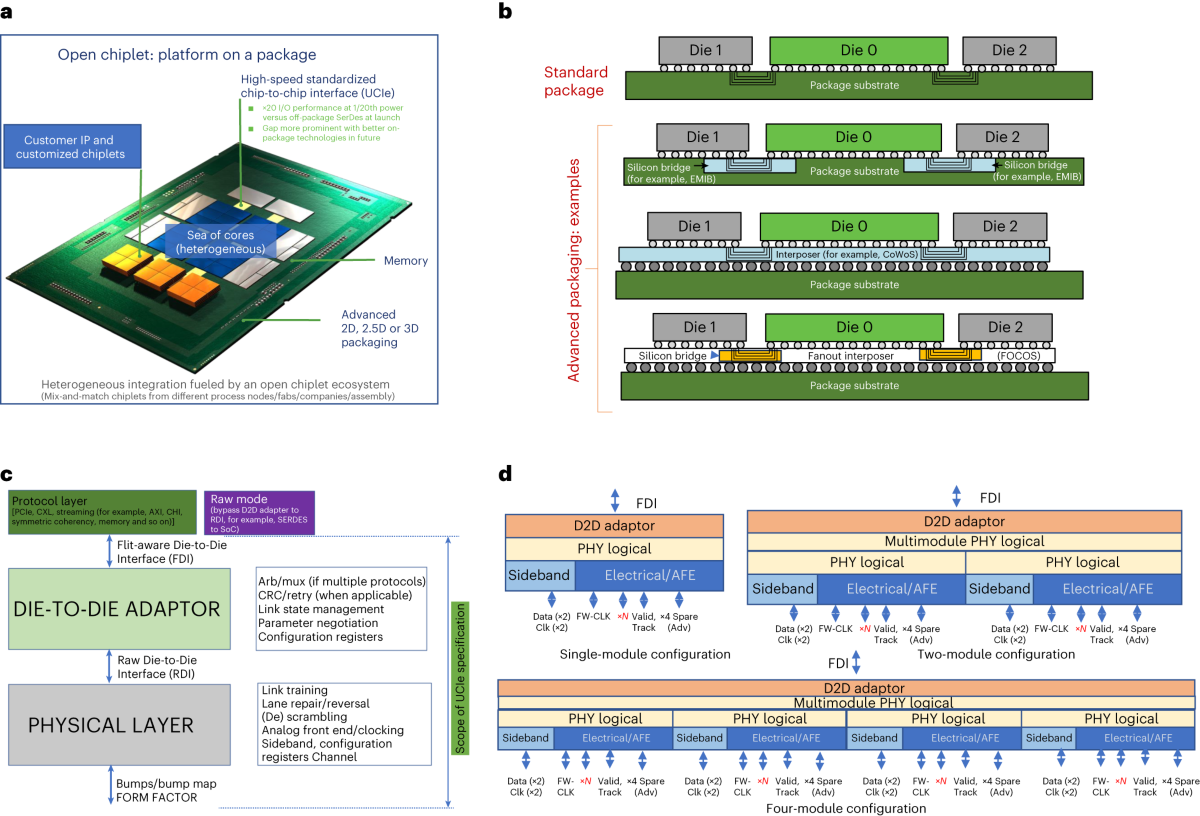 a
Open chiplet: platform on a package
High-speed standardized
chip-to-chip interface (UCIe)
×20 I/O performance at 1/20th power
versus off-package SerDes at launch
Gap more prominent with better on-
package technologies in future
Customer IP and
customized chiplets
Sea of cores
(heterogeneous)
Memory
Advanced
2D, 2.5D or 3D
packaging
Heterogeneous integration fueled by an open chiplet ecosystem
(Mix-and-match chiplets from different process nodes/fabs/companies/assembly)
b
Standard
package
Die 1
Die 0
Die 2
Package substrate
Advanced packaging: examples
Die 1
Die 0
Die 2
Silicon bridge
(for example, EMIB)
Package substrate
Silicon bridge
(for example, EMIB)
Die 1
Die 0
Die 2
Interposer (for example, CoWoS)
Package substrate
Die 1
Die 0
Die 2
Silicon bridge
Fanout interposer
(FOCOS)
Package substrate
c
Protocol layer
[PCIe, CXL, streaming (for example, AXI, CHI,
symmetric coherency, memory and so on)]
Raw mode
(bypass D2D adapter to
RDI, for example, SERDES
to SoC)
Flit-aware Die-to-Die
Interface (FDI)
DIE-TO-DIE ADAPTOR
Arb/mux (if multiple protocols)
CRC/retry (when applicable)
Link state management
Parameter negotiation
Configuration registers
Raw Die-to-Die
Interface (RDI)
PHYSICAL LAYER
Link training
Lane repair/reversal
(De) scrambling
Analog front end/clocking
Sideband, configuration
registers Channel
Bumps/bump map
FORM FACTOR
Scope of UCIe specification
d
FDI
D2D adaptor
PHY logical
Sideband
Electrical/AFE
Data (×2)
Clk (×2)
FW-CLK
×N
Valid,
Track
×4 Spare
(Adv)
Single-module configuration
FDI
D2D adaptor
Multimodule PHY logical
PHY logical
PHY logical
Sideband
Electrical/AFE
Sideband
Electrical/AFE
Data (×2)
Clk (×2)
FW-CLK
×N
Valid,
Track
×4 Spare
(Adv)
Data (×2)
Clk (×2)
FW-CLK
×N
Valid,
Track
×4 Spare
(Adv)
Two-module configuration
FDI
D2D adaptor
Multimodule PHY logical
PHY logical
PHY logical
PHY logical
PHY logical
Sideband
Electrical/AFE
Sideband
Electrical/AFE
Sideband
Electrical/AFE
Sideband
Electrical/AFE
Data (×2)
Clk (×2)
FW-
CLK
×N
Valid,
Track
×4 Spare
(Adv)
Data (×2)
Clk (×2)
FW-
CLK
×N
Valid,
Track
×4 Spare
(Adv)
Data (×2)
Clk (×2)
FW-
CLK
×N
Valid,
Track
×4 Spare
(Adv)
Data (×2)
Clk (×2)
FW-
CLK
×N
Valid,
Track
×4 Spare
(Adv)
Four-module configuration